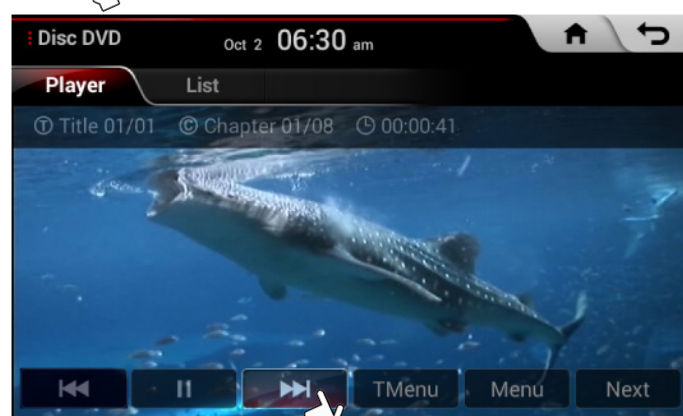 Disc DVD Oct 2 06:30 am
Player List
Ⓣ Title 01/01 © Chapter 01/08 00:00:41
TMenu Menu Next